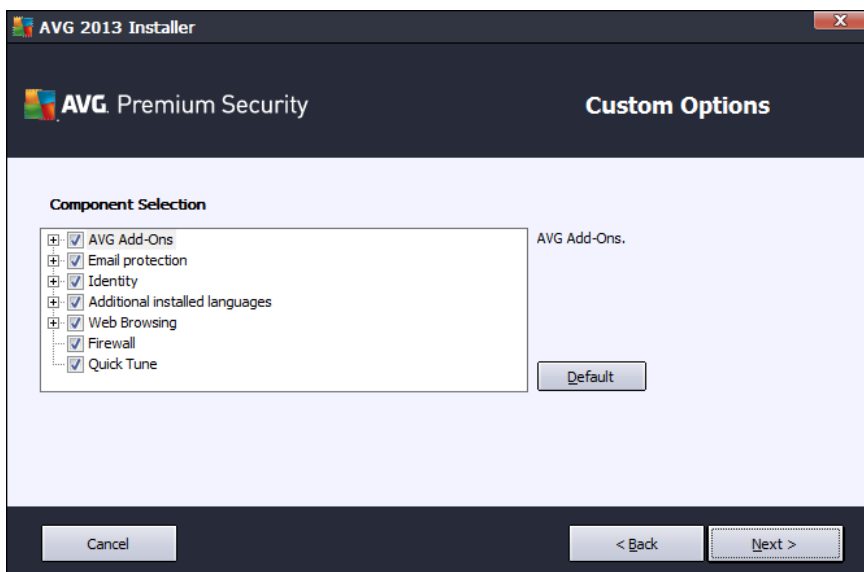 AVG 2013 Installer
X
AVG. Premium Security
Custom Options
Component Selection
AVG Add-Ons
Email protection
Identity
Additional installed languages
Web Browsing
Firewall
Quick Tune
AVG Add-Ons.
Default
Cancel
< Back
Next >